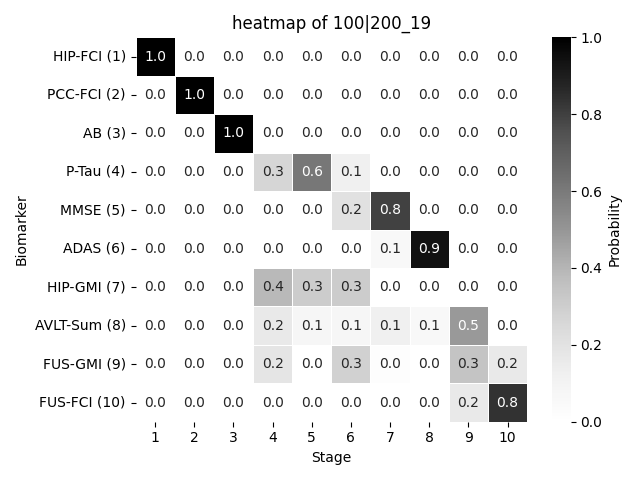 heatmap of 100|200_19
HIP-FCI (1) 1.0 0.0 0.0 0.0 0.0 0.0 0.0 0.0 0.0 0.0
PCC-FCI (2) 0.0 1.0 0.0 0.0 0.0 0.0 0.0 0.0 0.0 0.0
AB (3) 0.0 0.0 1.0 0.0 0.0 0.0 0.0 0.0 0.0 0.0
P-Tau (4) 0.0 0.0 0.0 0.3 0.6 0.1 0.0 0.0 0.0 0.0
MMSE (5) 0.0 0.0 0.0 0.0 0.0 0.2 0.8 0.0 0.0 0.0
ADAS (6) 0.0 0.0 0.0 0.0 0.0 0.0 0.1 0.9 0.0 0.0
HIP-GMI (7) 0.0 0.0 0.0 0.4 0.3 0.3 0.0 0.0 0.0 0.0
AVLT-Sum (8) 0.0 0.0 0.0 0.2 0.1 0.1 0.1 0.1 0.5 0.0
FUS-GMI (9) 0.0 0.0 0.0 0.2 0.0 0.3 0.0 0.0 0.3 0.2
FUS-FCI (10) 0.0 0.0 0.0 0.0 0.0 0.0 0.0 0.0 0.2 0.8
1 2 3 4 5 6 7 8 9 10
Stage
Biomarker
1.0
0.8
0.6
0.4
0.2
0.0
Probability